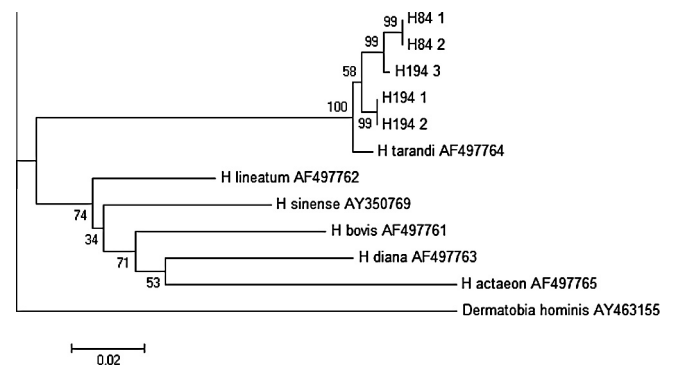 99 H84 1
H84 2
99
H194 3
58
H194 1
100
99 H194 2
H tarandi AF497764
H lineatum AF497762
H sinense AY350769
74
H bovis AF497761
34
H diana AF497763
71
53 H actaeon AF497765
Dermatobia hominis AY463155
0.02